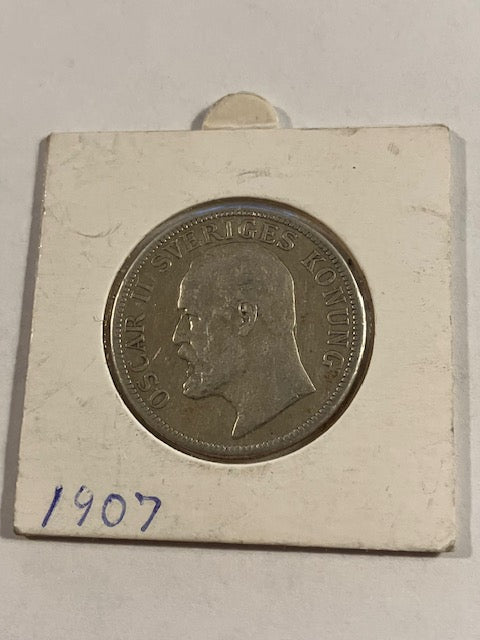 OSCAR II SVERIGES KONUNG
1907